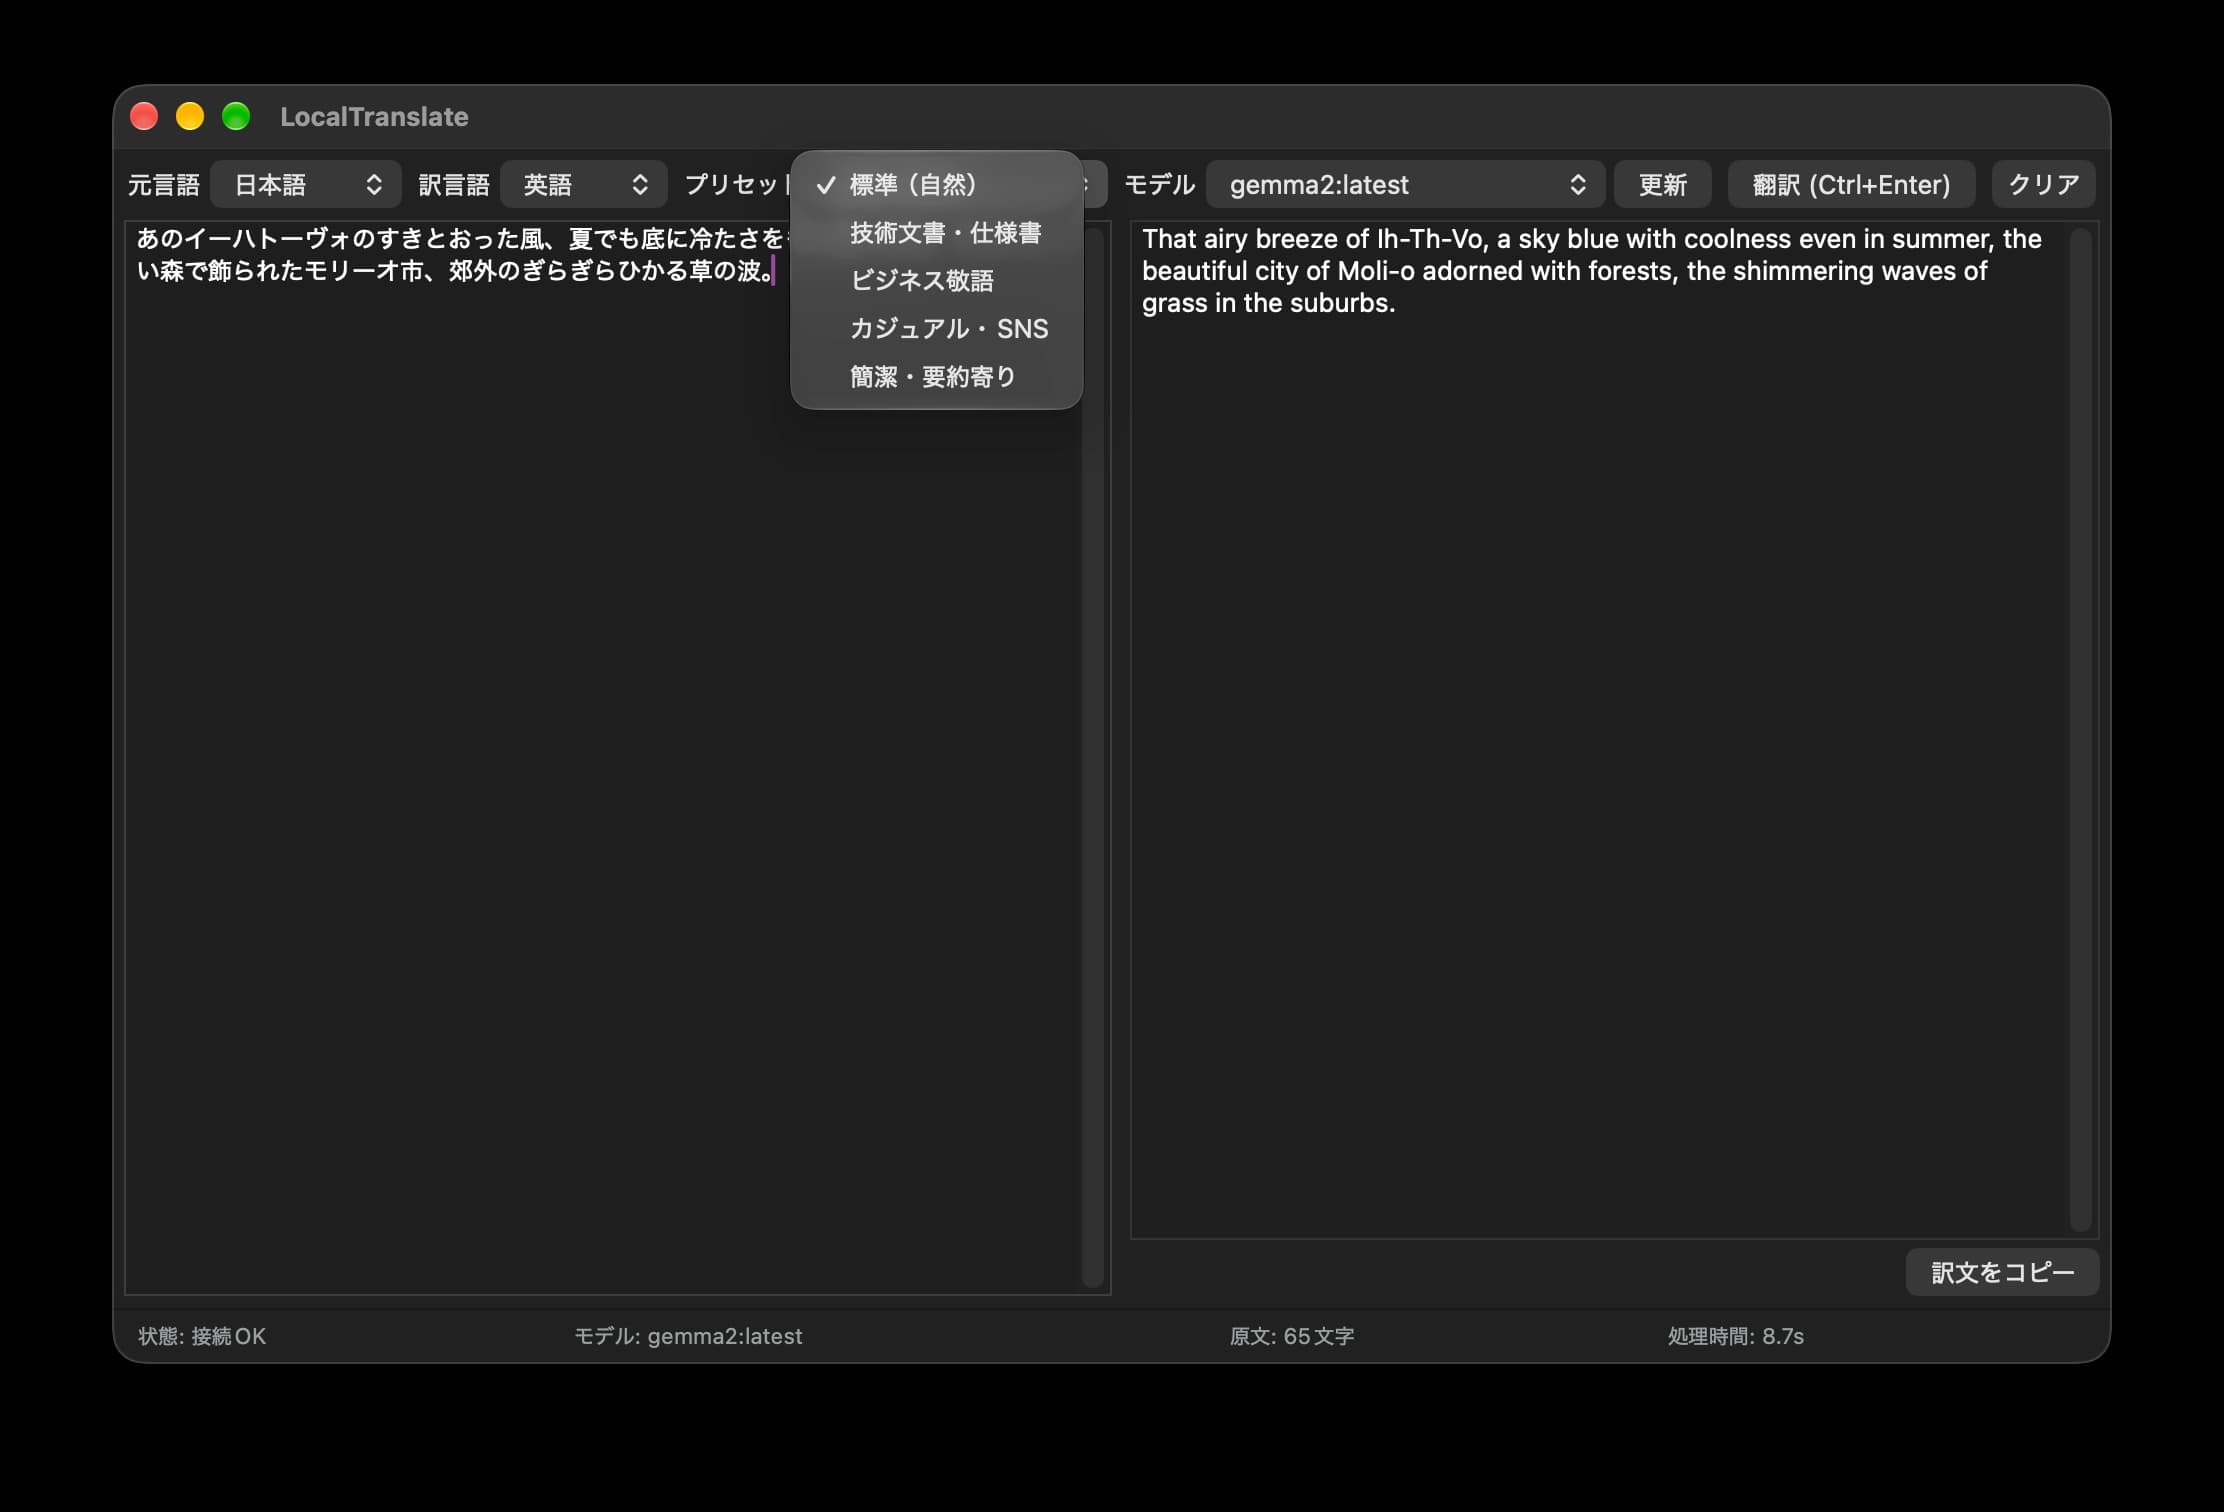 LocalTranslate
元言語 日本語 訳言語 英語 プリセット モデル gemma2:latest 更新 翻訳 (Ctrl+Enter) クリア
標準（自然）
技術文書・仕様書
ビジネス敬語
カジュアル・SNS
簡潔・要約寄り
あのイーハトーヴォのすきとおった風、夏でも底に冷たさを
い森で飾られたモリーオ市、郊外のぎらぎらひかる草の波。
That airy breeze of Ih-Th-Vo, a sky blue with coolness even in summer, the
beautiful city of Moli-o adorned with forests, the shimmering waves of
grass in the suburbs.
訳文をコピー
状態: 接続OK モデル: gemma2:latest 原文: 65文字 処理時間: 8.7s